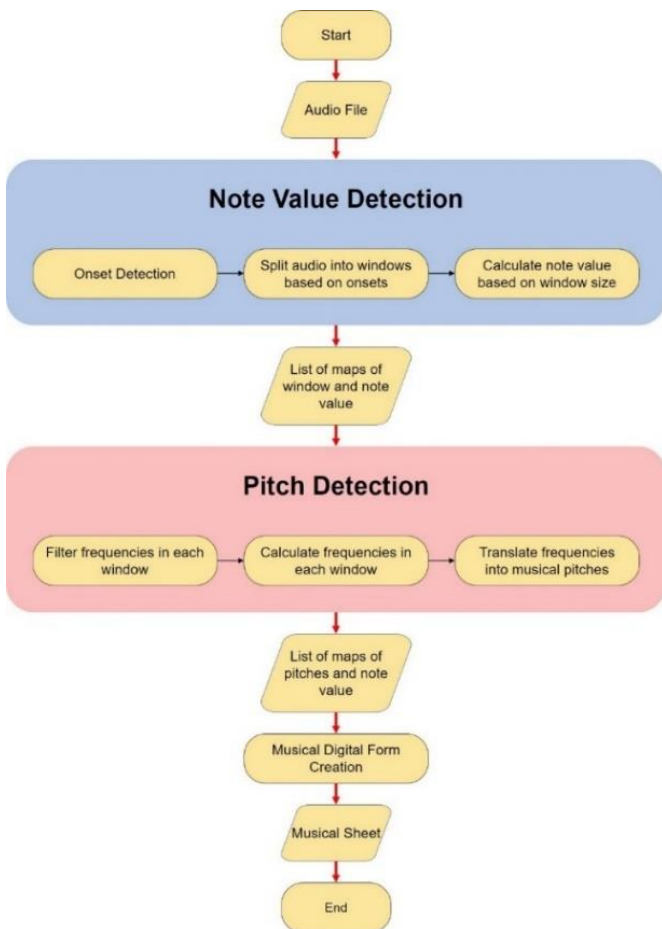 Start
Audio File
Note Value Detection
Onset Detection
Split audio into windows
based on onsets
Calculate note value
based on window size
List of maps of
window and note
value
Pitch Detection
Filter frequencies in each
window
Calculate frequencies in
each window
Translate frequencies
into musical pitches
List of maps of
pitches and note
value
Musical Digital Form
Creation
Musical Sheet
End